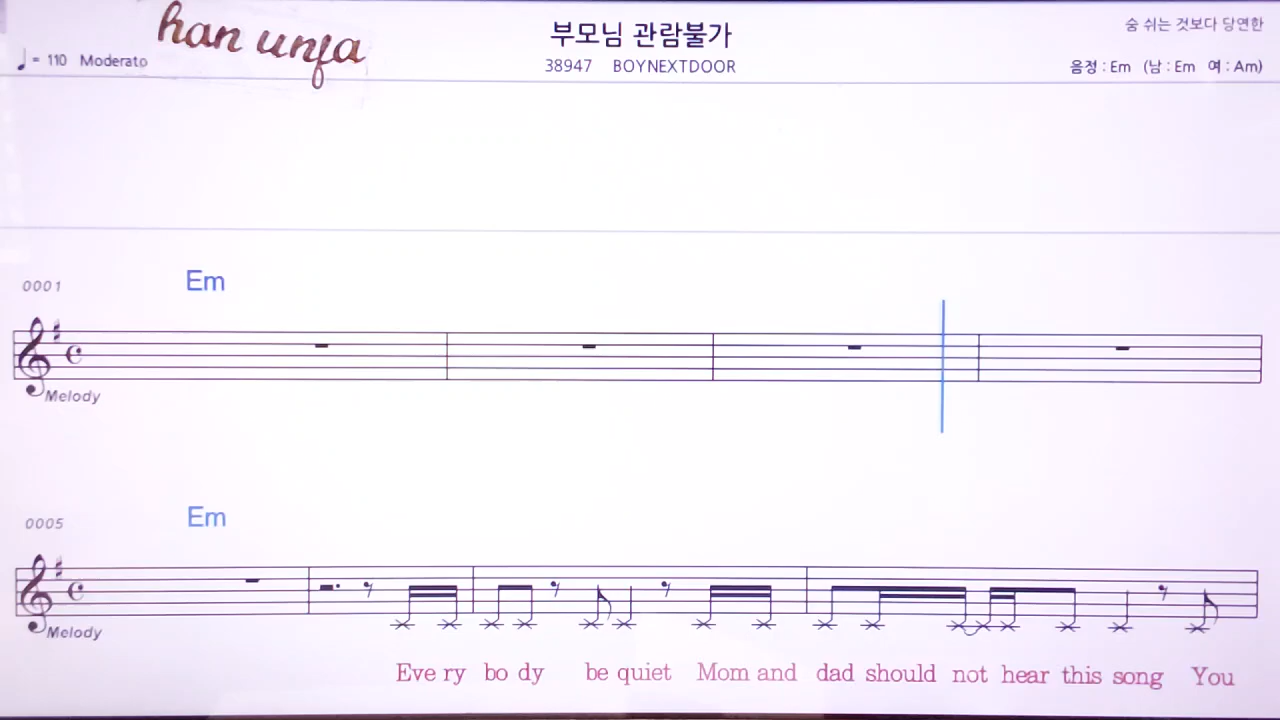 han unfa
부모님 관람불가
숨 쉬는 것보다 당연한
♩= 110 Moderato
38947 BOYNEXTDOOR
음정 : Em (남 : Em 여 : Am)
0001 Em
Melody
0005 Em
Melody
Eve ry bo dy be quiet Mom and dad should not hear this song You